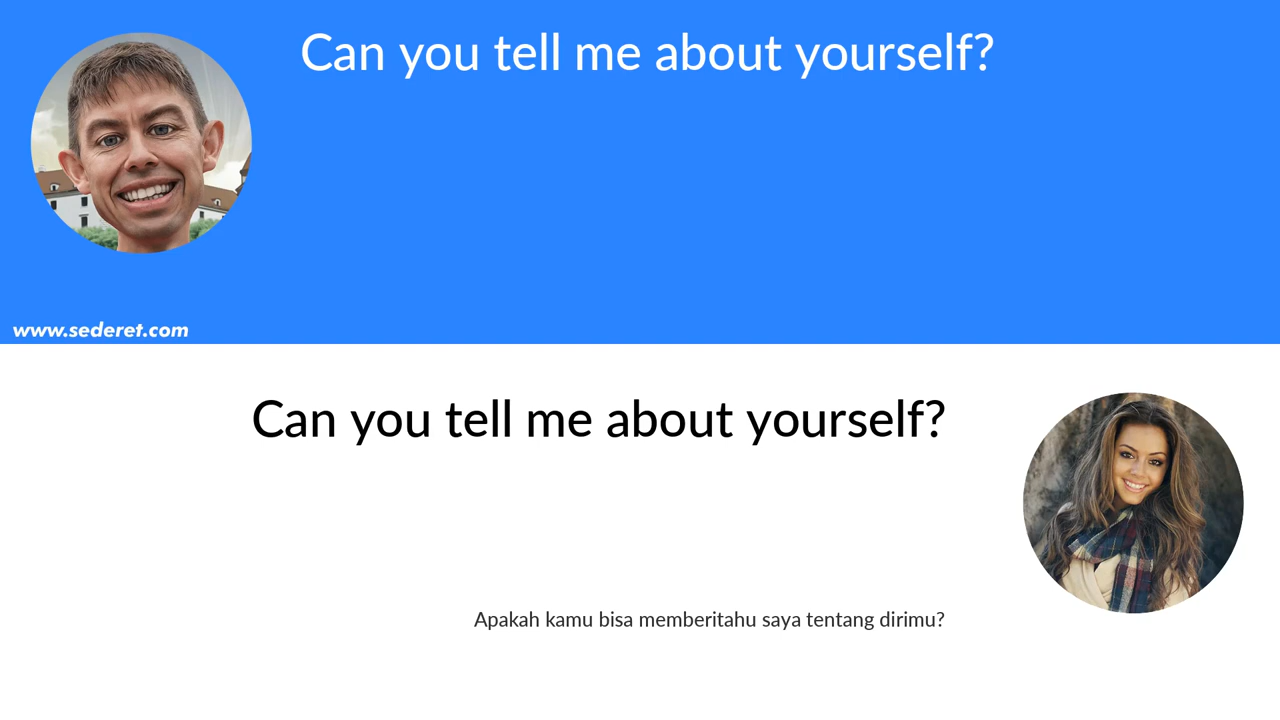 Can you tell me about yourself?
www.sederet.com
Can you tell me about yourself?
Apakah kamu bisa memberitahu saya tentang dirimu?